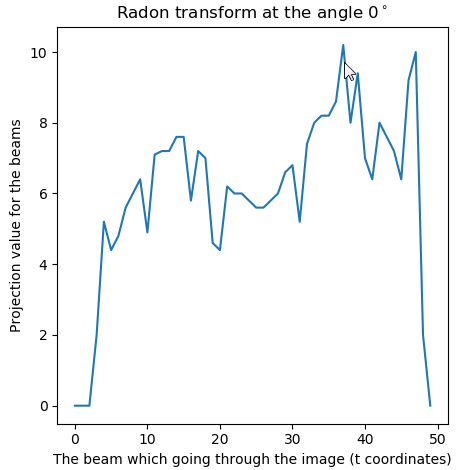 Radon transform at the angle 0°
10
8
6
4
2
0
Projection value for the beams
0 10 20 30 40 50
The beam which going through the image (t coordinates)